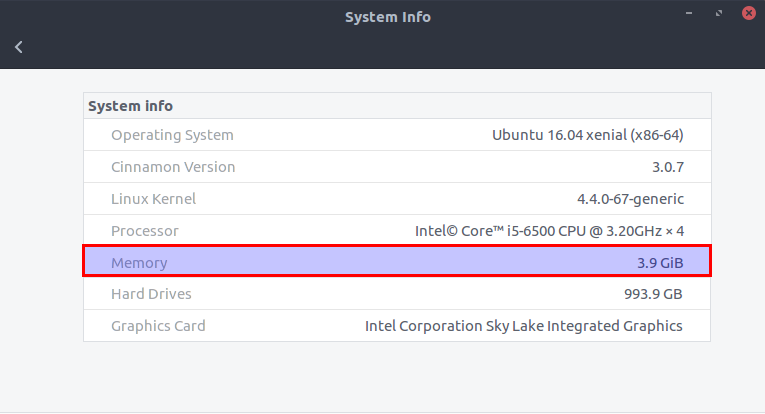 System Info
System info
Operating System Ubuntu 16.04 xenial (x86-64)
Cinnamon Version 3.0.7
Linux Kernel 4.4.0-67-generic
Processor Intel© Core™ i5-6500 CPU @ 3.20GHz × 4
Memory 3.9 GiB
Hard Drives 993.9 GB
Graphics Card Intel Corporation Sky Lake Integrated Graphics